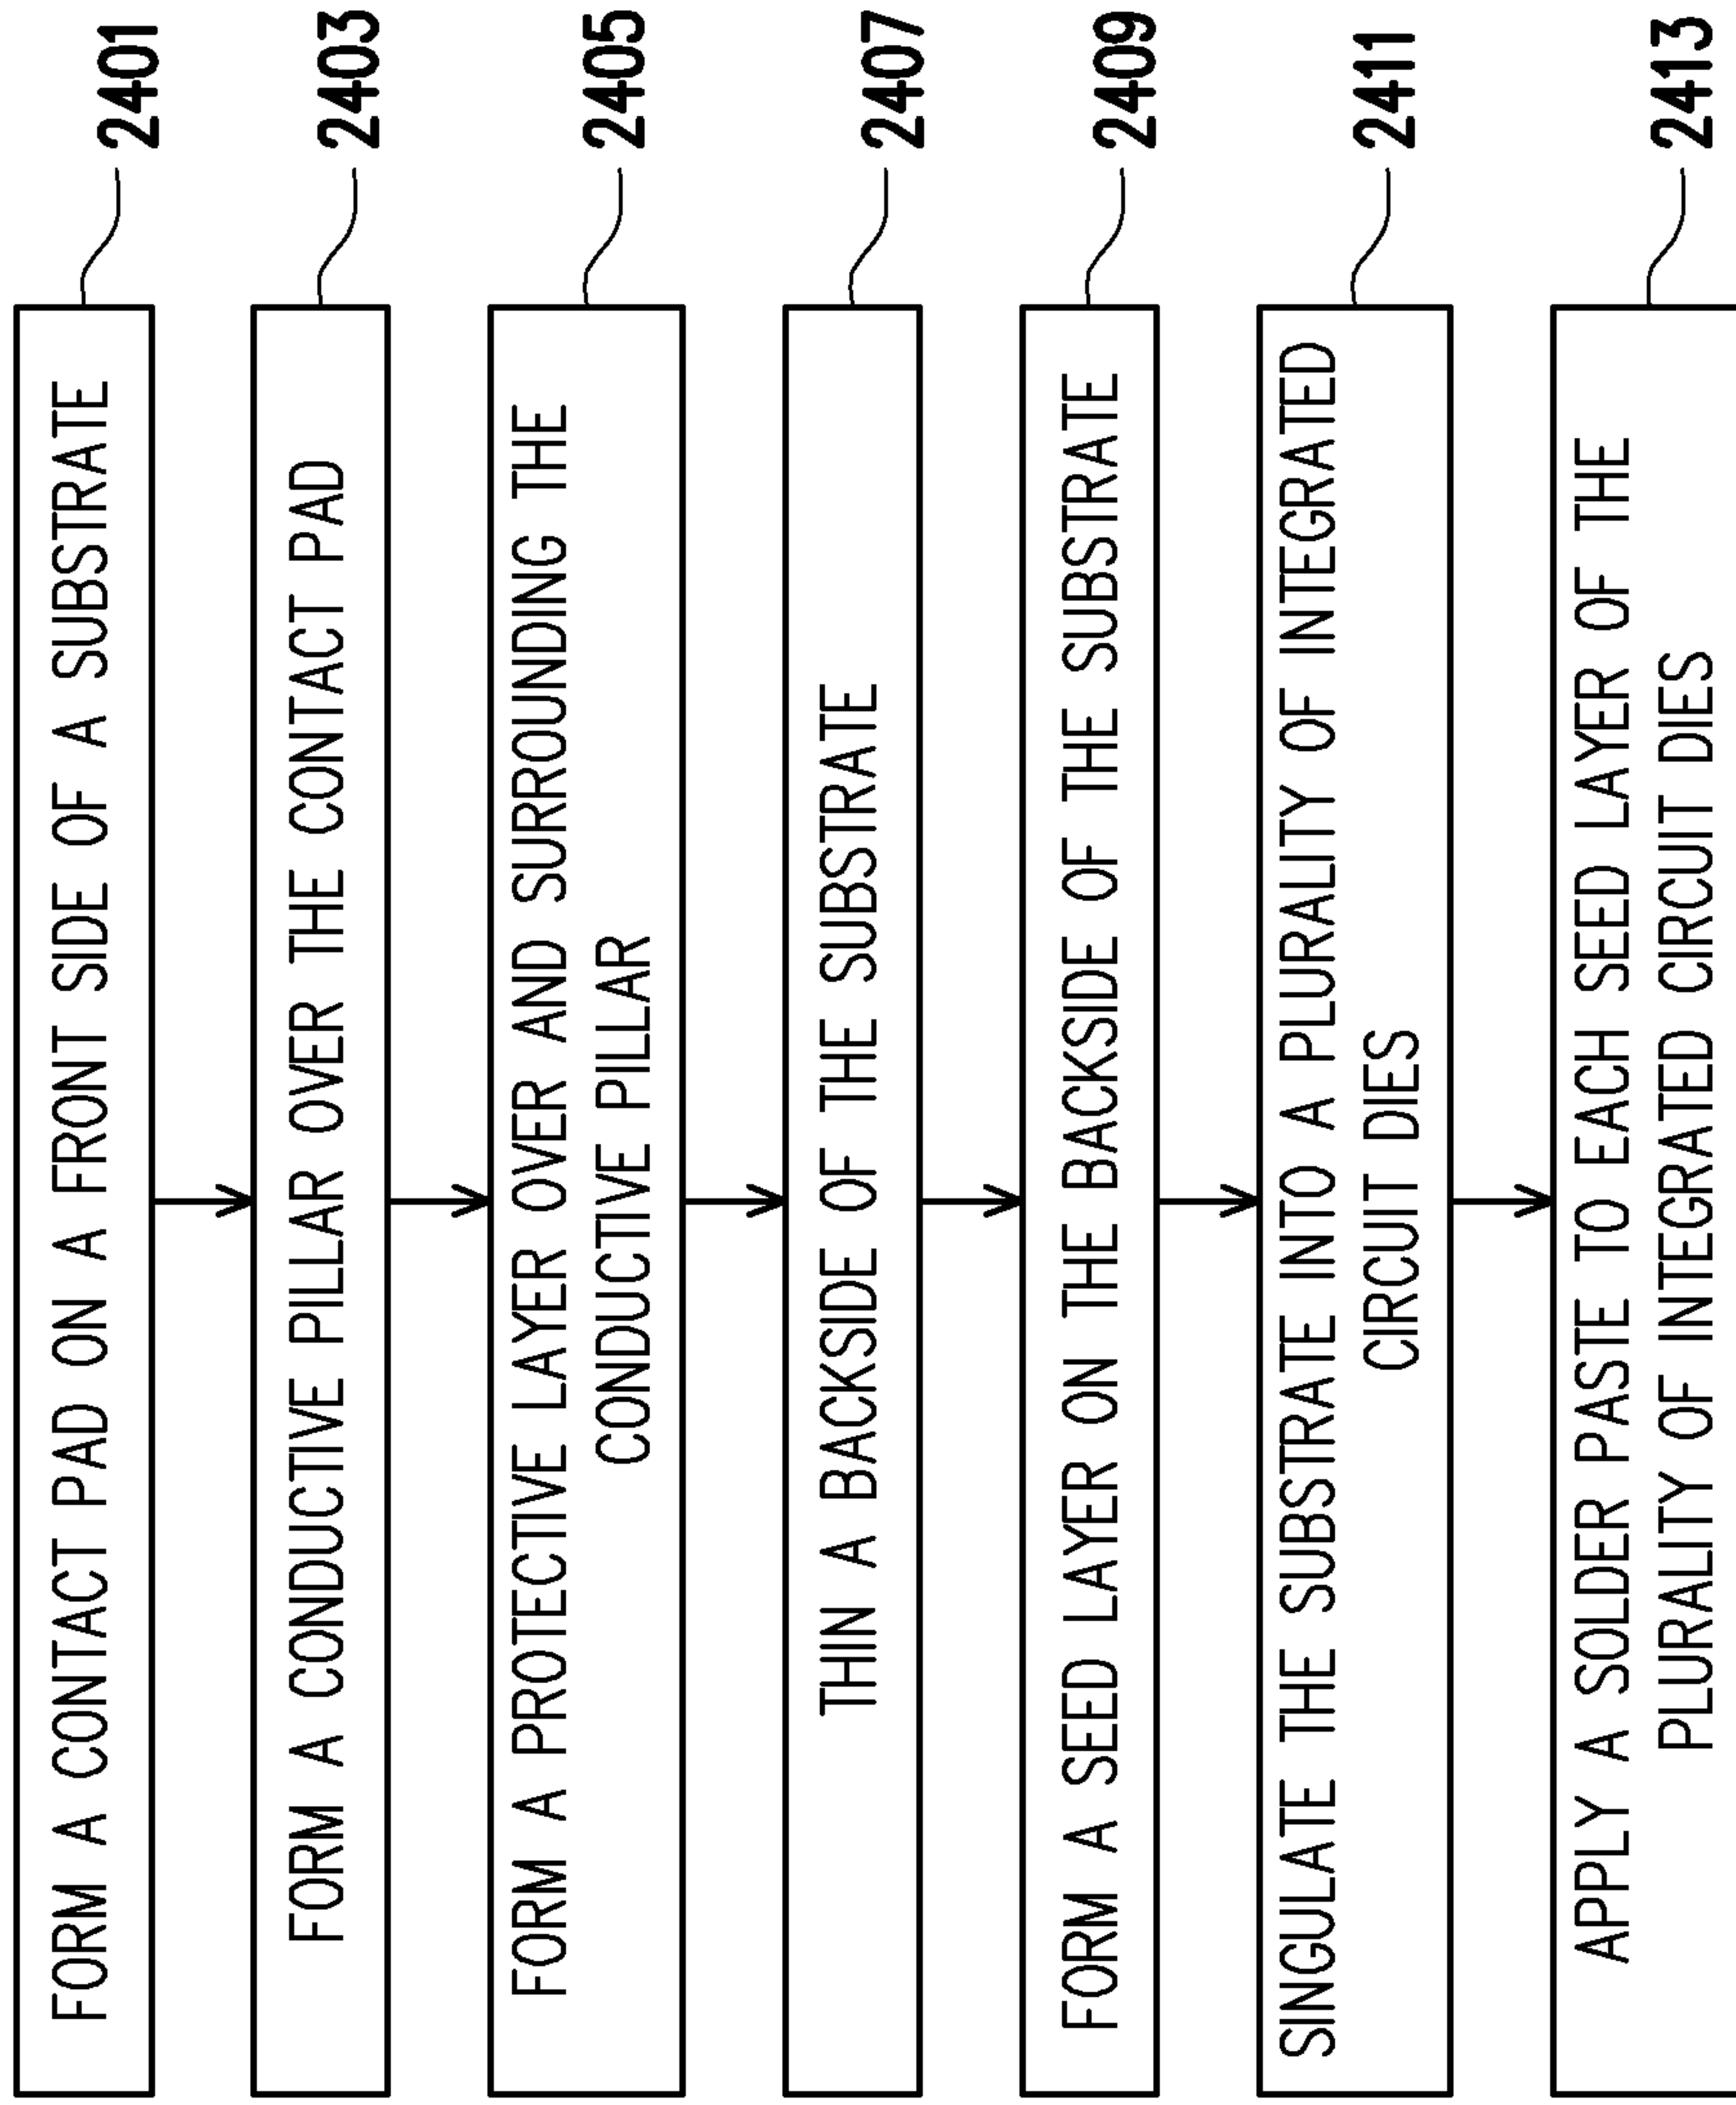 FORM A CONTACT PAD ON A FRONT SIDE OF A SUBSTRATE
2401
FORM A CONDUCTIVE PILLAR OVER THE CONTACT PAD
2403
FORM A PROTECTIVE LAYER OVER AND SURROUNDING THE
CONDUCTIVE PILLAR
2405
THIN A BACKSIDE OF THE SUBSTRATE
2407
FORM A SEED LAYER ON THE BACKSIDE OF THE SUBSTRATE
2409
SINGULATE THE SUBSTRATE INTO A PLURALITY OF INTEGRATED
CIRCUIT DIES
2411
APPLY A SOLDER PASTE TO EACH SEED LAYER OF THE
PLURALITY OF INTEGRATED CIRCUIT DIES
2413